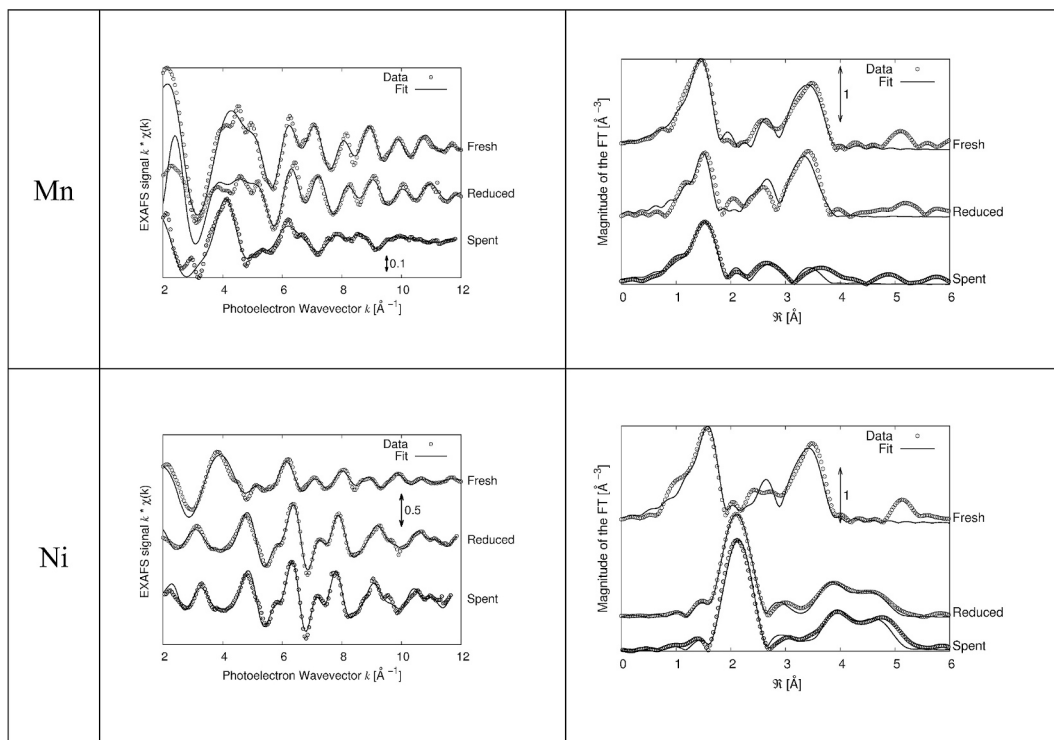 Mn
EXAFS signal k * χ(k)
Data
Fit
Fresh
Reduced
Spent
0.1
2 4 6 8 10 12
Photoelectron Wavevector k [Å⁻¹]
Magnitude of the FT [Å⁻³]
Data
Fit
1
Fresh
Reduced
Spent
0 1 2 3 4 5 6
ℜ [Å]
Ni
EXAFS signal k * χ(k)
Data
Fit
Fresh
0.5
Reduced
Spent
2 4 6 8 10 12
Photoelectron Wavevector k [Å⁻¹]
Magnitude of the FT [Å⁻³]
Data
Fit
1
Fresh
Reduced
Spent
0 1 2 3 4 5 6
ℜ [Å]